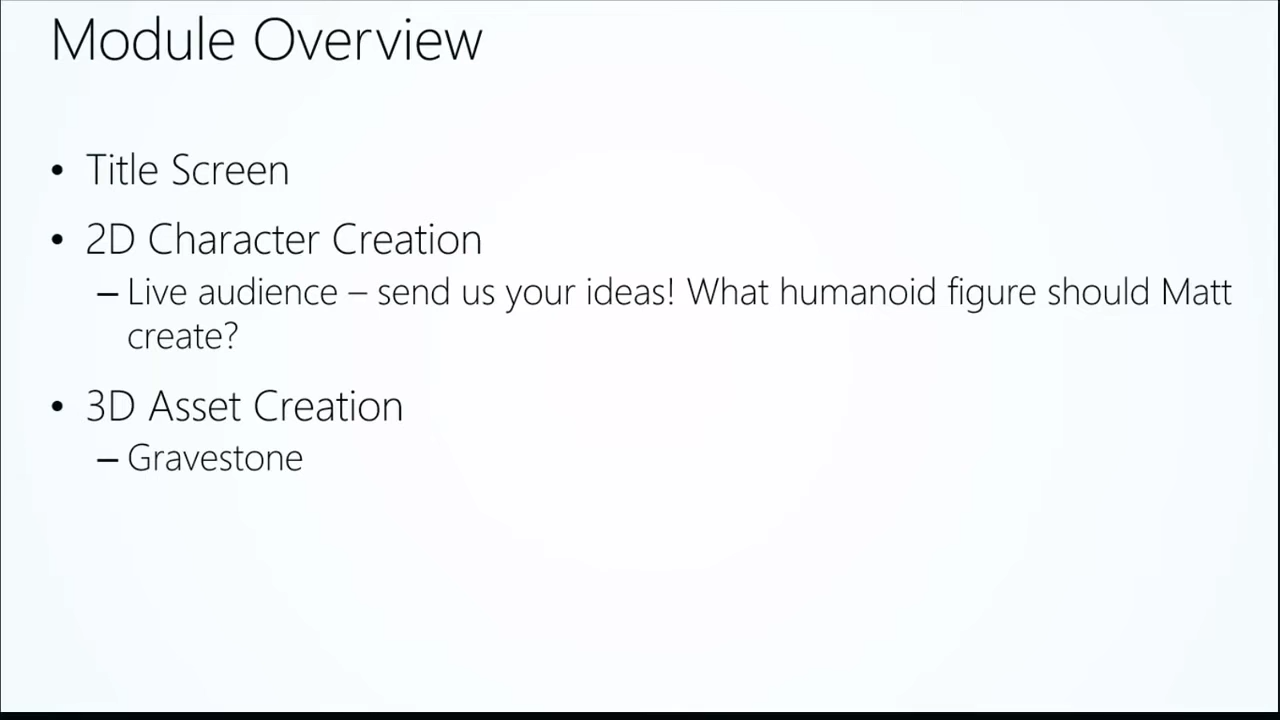 Module Overview
• Title Screen
• 2D Character Creation
– Live audience – send us your ideas! What humanoid figure should Matt
create?
• 3D Asset Creation
– Gravestone